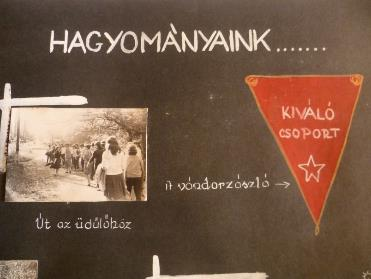 HAGYOMÁNYAINK.......
KIVÁLÓ
CSOPORT
A vándorzászló →
Út az üdülőhöz